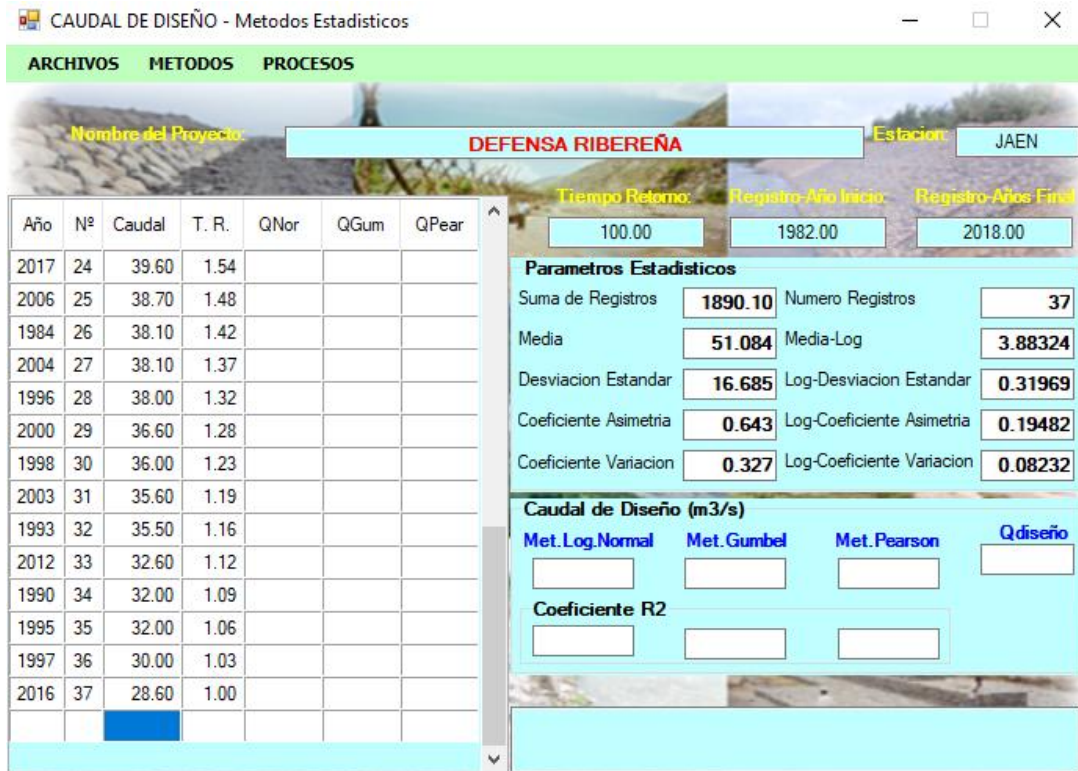 CAUDAL DE DISEÑO - Metodos Estadisticos
ARCHIVOS METODOS PROCESOS
Nombre del Proyecto: DEFENSA RIBEREÑA Estacion: JAEN
Tiempo Retorno: Registro-Año Inicio: Registro-Años Final
100.00 1982.00 2018.00
Año Nº Caudal T. R. QNor QGum QPear
2017 24 39.60 1.54
2006 25 38.70 1.48
1984 26 38.10 1.42
2004 27 38.10 1.37
1996 28 38.00 1.32
2000 29 36.60 1.28
1998 30 36.00 1.23
2003 31 35.60 1.19
1993 32 35.50 1.16
2012 33 32.60 1.12
1990 34 32.00 1.09
1995 35 32.00 1.06
1997 36 30.00 1.03
2016 37 28.60 1.00
Parametros Estadisticos
Suma de Registros 1890.10 Numero Registros 37
Media 51.084 Media-Log 3.88324
Desviacion Estandar 16.685 Log-Desviacion Estandar 0.31969
Coeficiente Asimetria 0.643 Log-Coeficiente Asimetria 0.19482
Coeficiente Variacion 0.327 Log-Coeficiente Variacion 0.08232
Caudal de Diseño (m3/s)
Met.Log.Normal Met.Gumbel Met.Pearson Qdiseño
Coeficiente R2